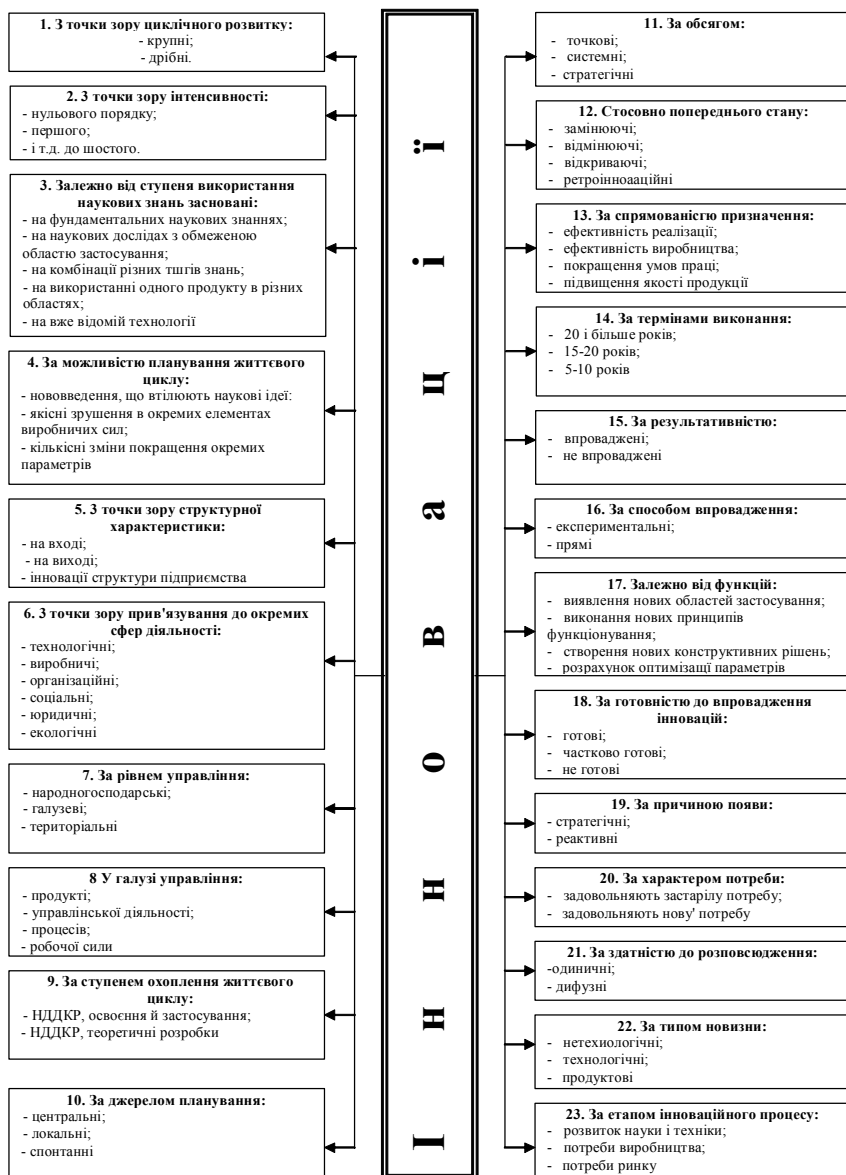 1. З точки зору циклічного розвитку:
- крупні;
- дрібні.
2. З точки зору інтенсивності:
- нульового порядку;
- першого;
- і т.д. до шостого.
3. Залежно від ступеня використання
наукових знань засновані:
- на фундаментальних наукових знаннях;
- на наукових дослідах з обмеженою
областю застосування;
- на комбінації різних тшгів знань;
- на використанні одного продукту в різних
областях;
- на вже відомій технології
4. За можливістю планування життєвого
циклу:
- нововведення, що втілюють наукові ідеї:
- якісні зрушення в окремих елементах
виробничих сил;
- кількісні зміни покращення окремих
параметрів
5. З точки зору структурної
характеристики:
- на вході;
- на виході;
- інновації структури підприємства
6. З точки зору прив'язування до окремих
сфер діяльності:
- технологічні;
- виробничі;
- організаційні;
- соціальні;
- юридичні;
- екологічні
7. За рівнем управління:
- народногосподарські;
- галузеві;
- територіальні
8 У галузі управління:
- продукті;
- управлінської діяльності;
- процесів;
- робочої сили
9. За ступенем охоплення життєвого
циклу:
- НДДКР, освоєння й застосування;
- НДДКР, теоретичні розробки
10. За джерелом планування:
- центральні;
- локальні;
- спонтанні
Інновації
11. За обсягом:
- точкові;
- системні;
- стратегічні
12. Стосовно попереднього стану:
- замінюючі;
- відмінюючі;
- відкриваючі;
- ретроінноааційні
13. За спрямованістю призначення:
- ефективність реалізації;
- ефективність виробництва;
- покращення умов праці;
- підвищення якості продукції
14. За термінами виконання:
- 20 і більше років;
- 15-20 років;
- 5-10 років
15. За результативністю:
- впроваджені;
- не впроваджені
16. За способом впровадження:
- експериментальні;
- прямі
17. Залежно від функцій:
- виявлення нових областей застосування;
- виконання нових принципів
функціонування;
- створення нових конструктивних рішень;
- розрахунок оптимізащї параметрів
18. За готовністю до впровадження
інновацій:
- готові;
- частково готові;
- не готові
19. За причиною появи:
- стратегічні;
- реактивні
20. За характером потреби:
- задовольняють застарілу потребу;
- задовольняють нову' потребу
21. За здатністю до розповсюдження:
-одиничні;
- дифузні
22. За типом новизни:
- нетехиологічні;
- технологічні;
- продуктові
23. За етапом інноваційного процесу:
- розвиток науки і техніки;
- потреби виробництва;
- потреби ринку